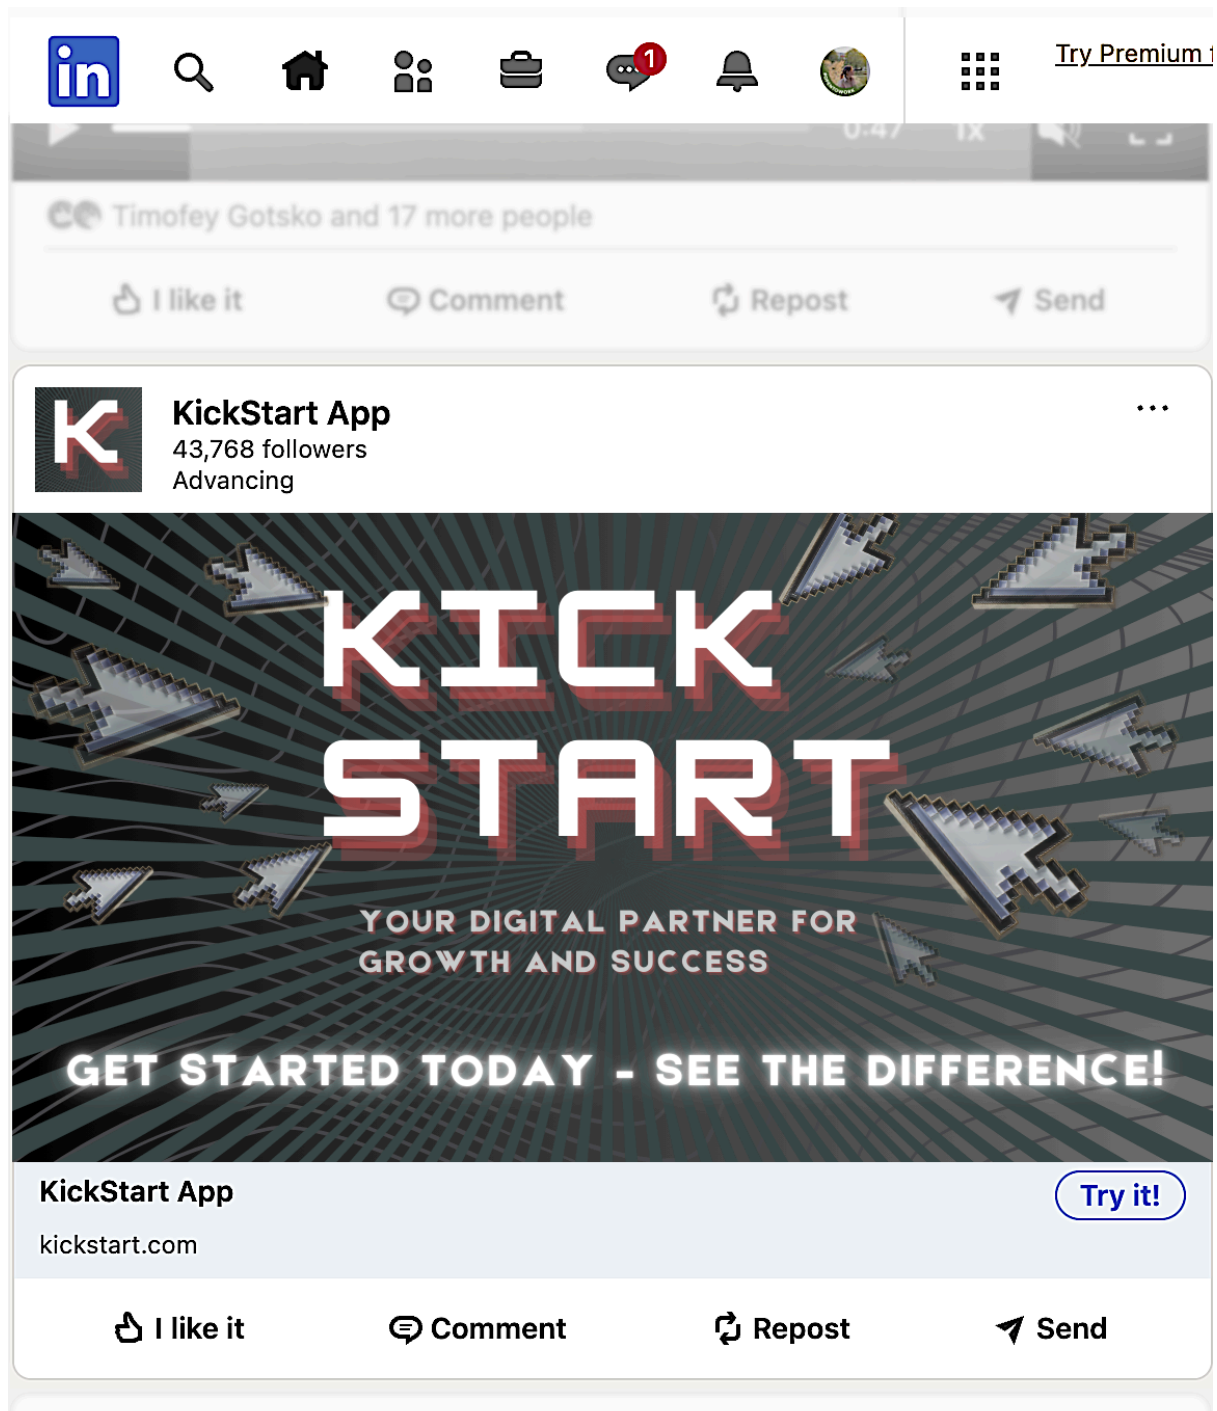 in
1
Try Premium f
0:47 1x
Timofey Gotsko and 17 more people
I like it Comment Repost Send
K
KickStart App
43,768 followers
Advancing
KICK
START
YOUR DIGITAL PARTNER FOR
GROWTH AND SUCCESS
GET STARTED TODAY - SEE THE DIFFERENCE!
KickStart App
Try it!
kickstart.com
I like it Comment Repost Send